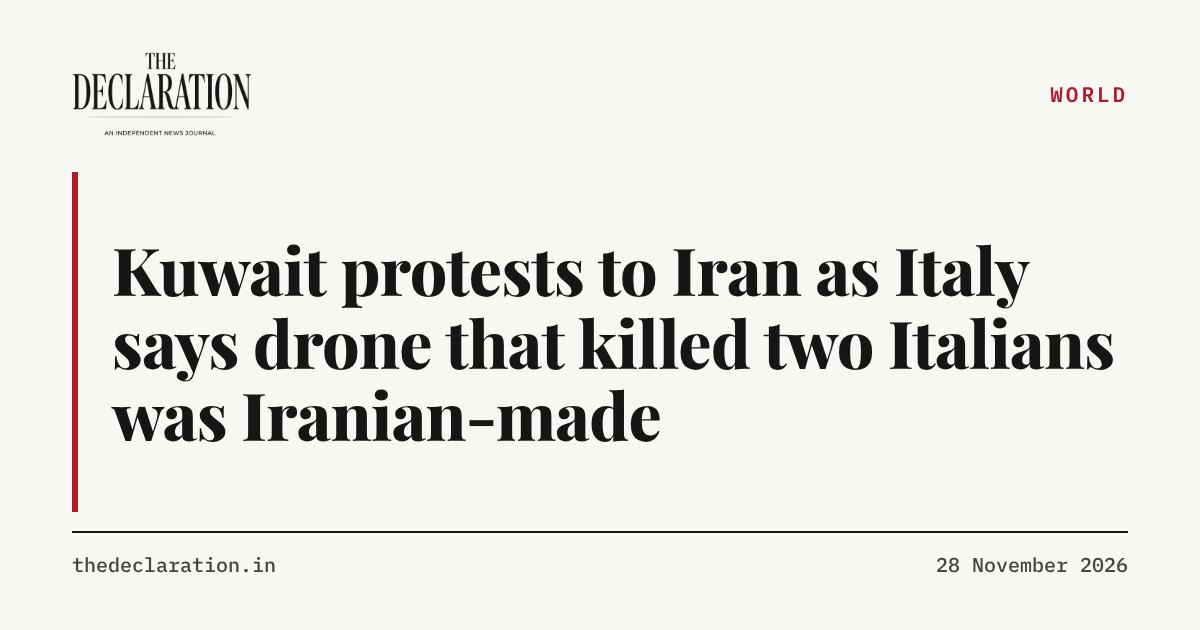 THE
DECLARATION
AN INDEPENDENT NEWS JOURNAL
WORLD
Kuwait protests to Iran as Italy
says drone that killed two Italians
was Iranian-made
thedeclaration.in
28 November 2026